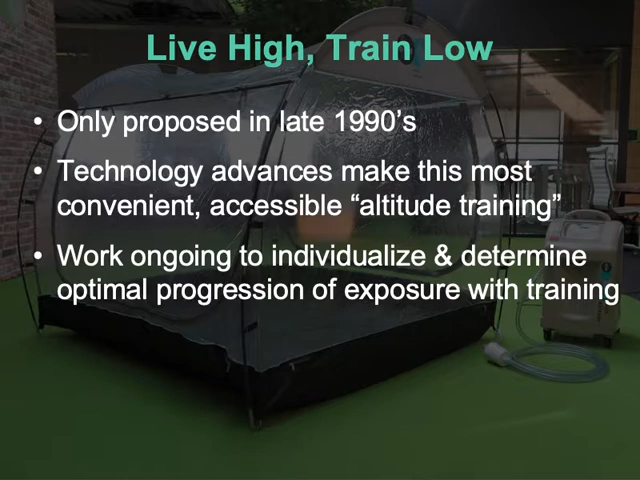 Live High, Train Low
• Only proposed in late 1990’s
• Technology advances make this most
convenient, accessible “altitude training”
• Work ongoing to individualize & determine
optimal progression of exposure with training